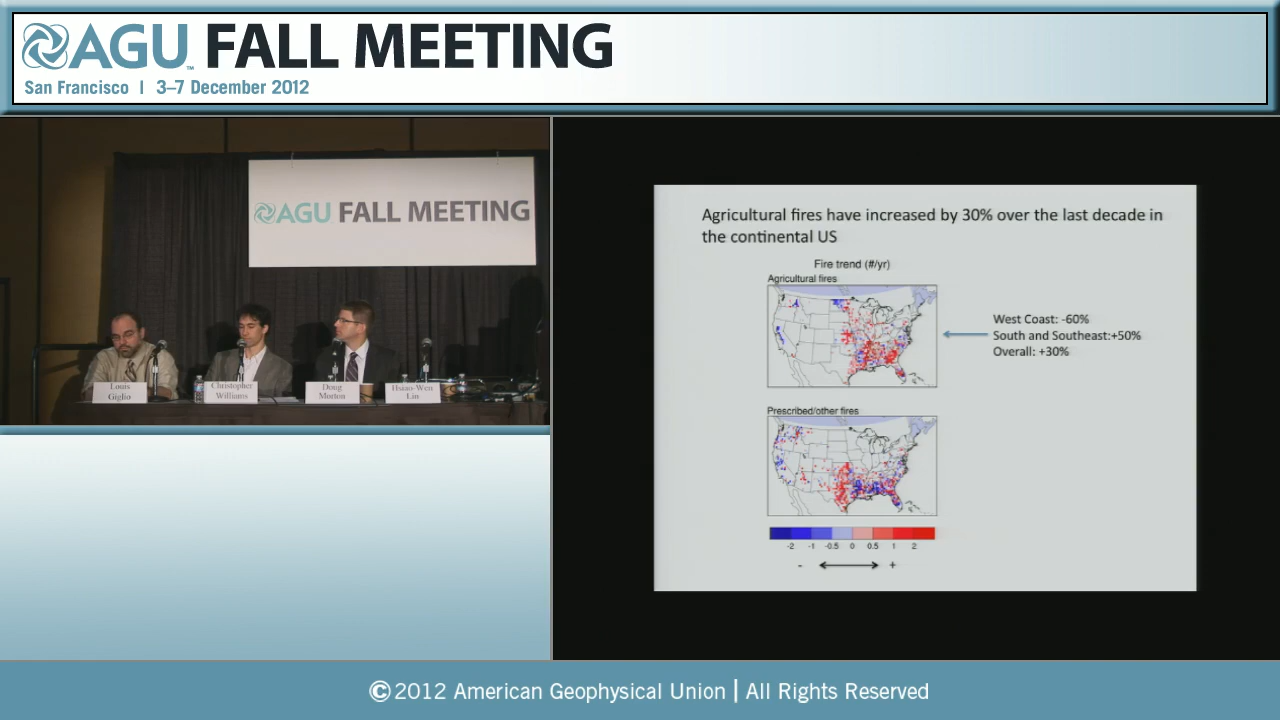 AGU FALL MEETING
San Francisco | 3–7 December 2012
AGU FALL MEETING
Louis
Giglio
Christopher
Williams
Doug
Morton
Hsiao-Wen
Lin
Agricultural fires have increased by 30% over the last decade in
the continental US
Fire trend (#/yr)
Agricultural fires
West Coast: -60%
South and Southeast:+50%
Overall: +30%
Prescribed/other fires
-2 -1 -0.5 0 0.5 1 2
- +
©2012 American Geophysical Union | All Rights Reserved